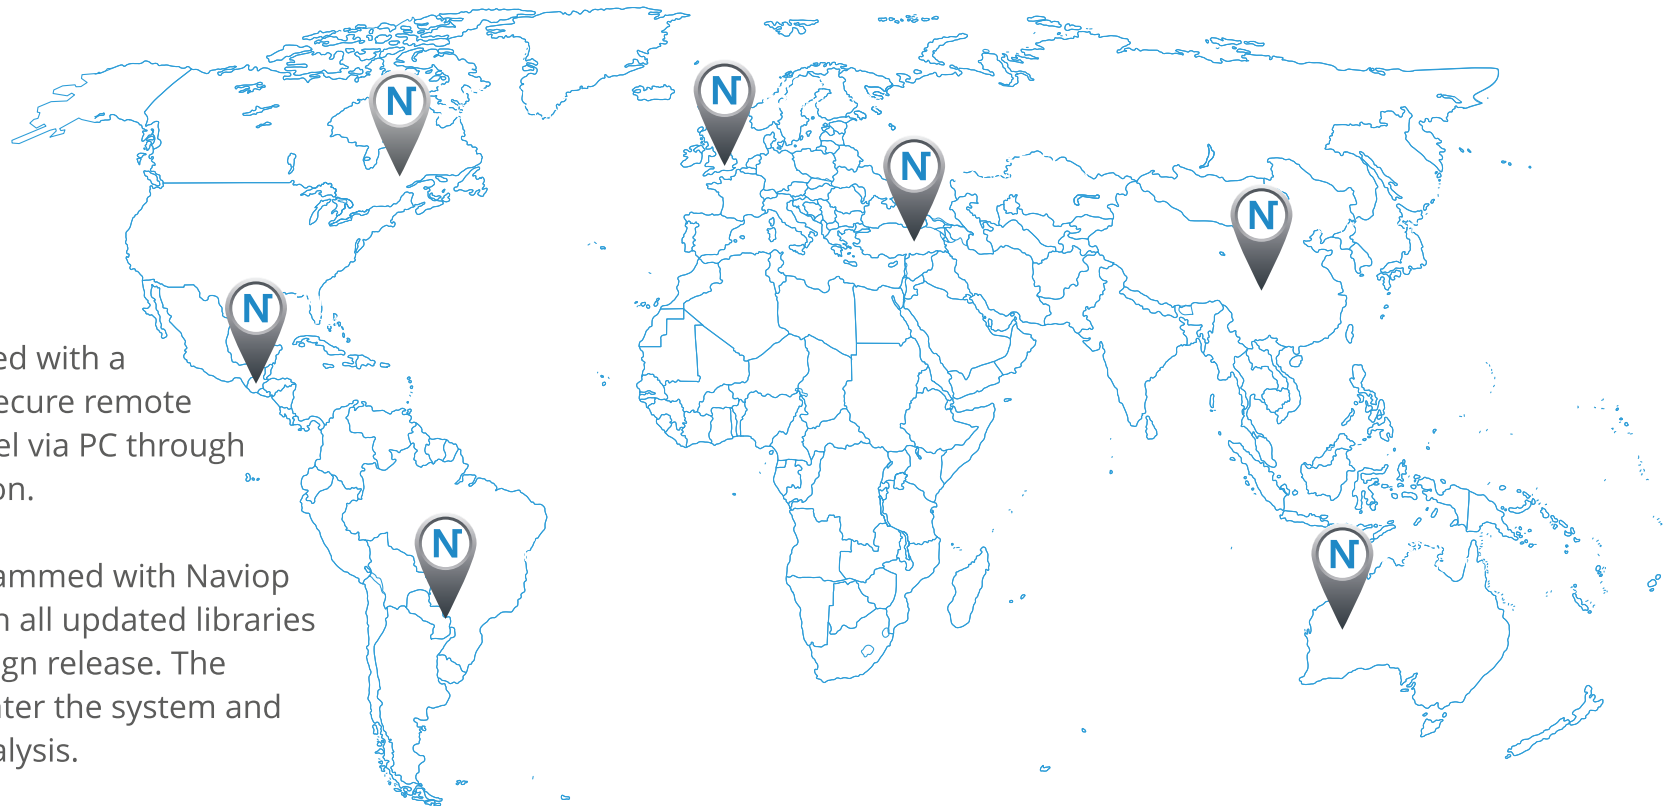 ed with a
ecure remote
el via PC through
on.
ammed with Naviop
all updated libraries
gn release. The
ter the system and
alysis.
N
N
N
N
N
N
N